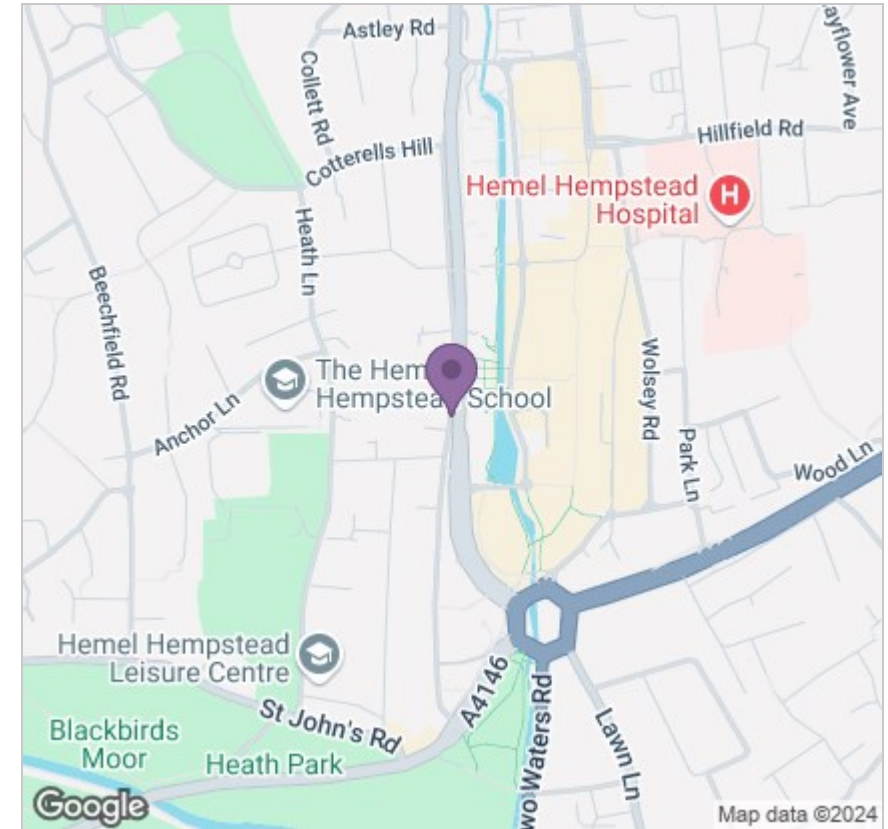 Astley Rd
ayflower Ave
Collett Rd
Hillfield Rd
Cotterells Hill
Hemel Hempstead
Hospital
H
Heath Ln
Beechfield Rd
The Hem
Hempstead School
Wolsey Rd
Anchor Ln
Park Ln
Wood Ln
Hemel Hempstead
Leisure Centre
A4146
St John's Rd
wo Waters Rd
Lawn Ln
Blackbirds
Moor
Heath Park
Google
Map data ©2024